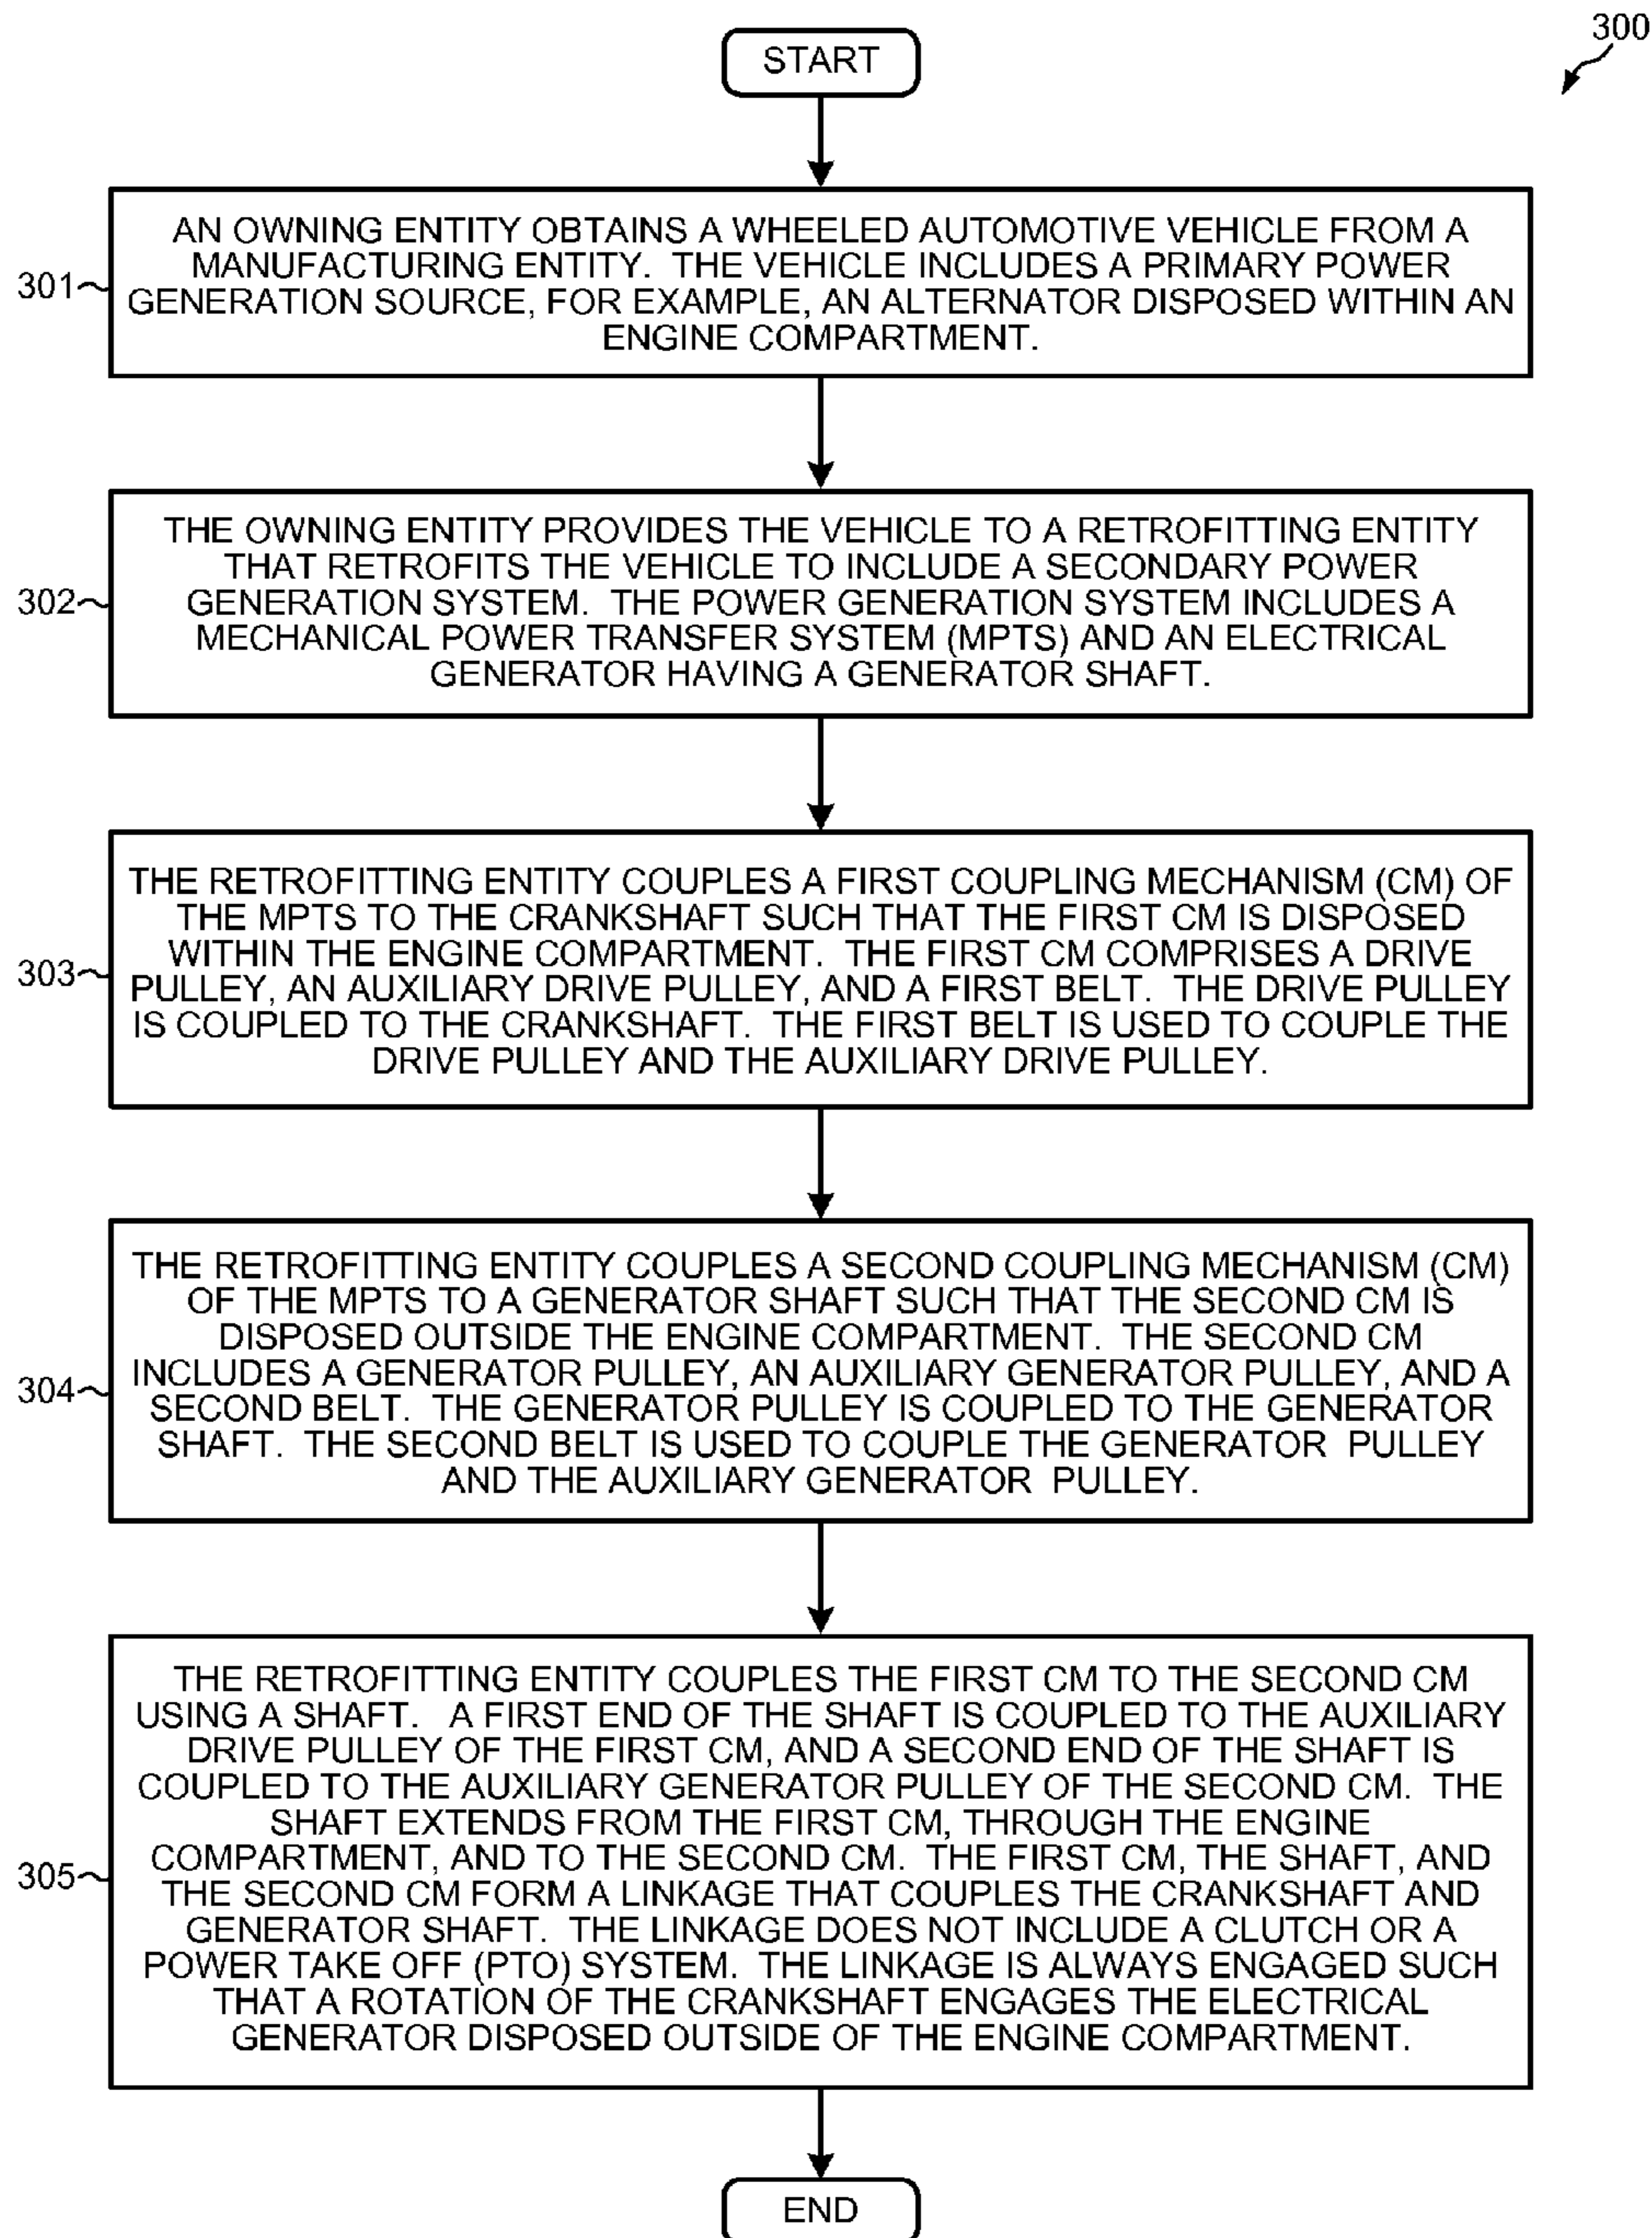 300
START
301
AN OWNING ENTITY OBTAINS A WHEELED AUTOMOTIVE VEHICLE FROM A
MANUFACTURING ENTITY. THE VEHICLE INCLUDES A PRIMARY POWER
GENERATION SOURCE, FOR EXAMPLE, AN ALTERNATOR DISPOSED WITHIN AN
ENGINE COMPARTMENT.
302
THE OWNING ENTITY PROVIDES THE VEHICLE TO A RETROFITTING ENTITY
THAT RETROFITS THE VEHICLE TO INCLUDE A SECONDARY POWER
GENERATION SYSTEM. THE POWER GENERATION SYSTEM INCLUDES A
MECHANICAL POWER TRANSFER SYSTEM (MPTS) AND AN ELECTRICAL
GENERATOR HAVING A GENERATOR SHAFT.
303
THE RETROFITTING ENTITY COUPLES A FIRST COUPLING MECHANISM (CM) OF
THE MPTS TO THE CRANKSHAFT SUCH THAT THE FIRST CM IS DISPOSED
WITHIN THE ENGINE COMPARTMENT. THE FIRST CM COMPRISES A DRIVE
PULLEY, AN AUXILIARY DRIVE PULLEY, AND A FIRST BELT. THE DRIVE PULLEY
IS COUPLED TO THE CRANKSHAFT. THE FIRST BELT IS USED TO COUPLE THE
DRIVE PULLEY AND THE AUXILIARY DRIVE PULLEY.
304
THE RETROFITTING ENTITY COUPLES A SECOND COUPLING MECHANISM (CM)
OF THE MPTS TO A GENERATOR SHAFT SUCH THAT THE SECOND CM IS
DISPOSED OUTSIDE THE ENGINE COMPARTMENT. THE SECOND CM
INCLUDES A GENERATOR PULLEY, AN AUXILIARY GENERATOR PULLEY, AND A
SECOND BELT. THE GENERATOR PULLEY IS COUPLED TO THE GENERATOR
SHAFT. THE SECOND BELT IS USED TO COUPLE THE GENERATOR PULLEY
AND THE AUXILIARY GENERATOR PULLEY.
305
THE RETROFITTING ENTITY COUPLES THE FIRST CM TO THE SECOND CM
USING A SHAFT. A FIRST END OF THE SHAFT IS COUPLED TO THE AUXILIARY
DRIVE PULLEY OF THE FIRST CM, AND A SECOND END OF THE SHAFT IS
COUPLED TO THE AUXILIARY GENERATOR PULLEY OF THE SECOND CM. THE
SHAFT EXTENDS FROM THE FIRST CM, THROUGH THE ENGINE
COMPARTMENT, AND TO THE SECOND CM. THE FIRST CM, THE SHAFT, AND
THE SECOND CM FORM A LINKAGE THAT COUPLES THE CRANKSHAFT AND
GENERATOR SHAFT. THE LINKAGE DOES NOT INCLUDE A CLUTCH OR A
POWER TAKE OFF (PTO) SYSTEM. THE LINKAGE IS ALWAYS ENGAGED SUCH
THAT A ROTATION OF THE CRANKSHAFT ENGAGES THE ELECTRICAL
GENERATOR DISPOSED OUTSIDE OF THE ENGINE COMPARTMENT.
END